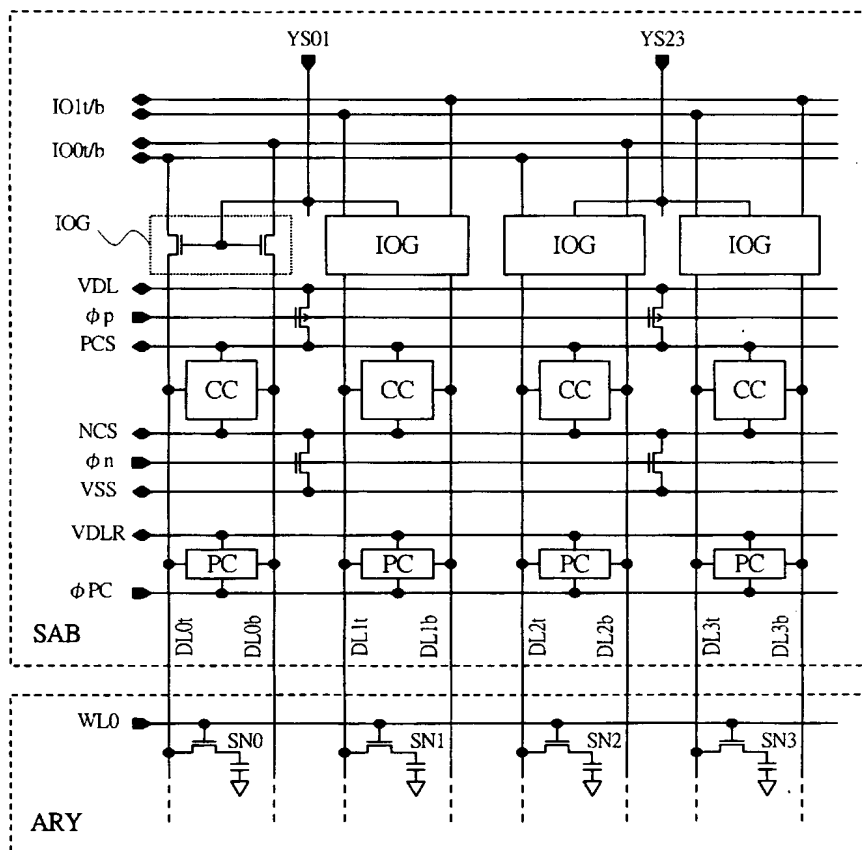 YS01 YS23
IO1t/b
IO0t/b
IOG IOG IOG IOG
VDL
φp
PCS
CC CC CC CC
NCS
φn
VSS
VDLR
PC PC PC PC
φPC
DL0t DL0b DL1t DL1b DL2t DL2b DL3t DL3b
SAB
WL0
SN0 SN1 SN2 SN3
ARY